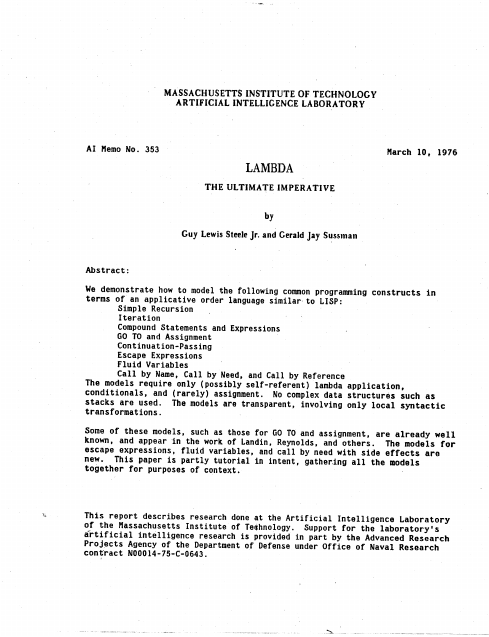 MASSACHUSETTS INSTITUTE OF TECHNOLOGY
ARTIFICIAL INTELLIGENCE LABORATORY
AI Memo No. 353
March 10, 1976
LAMBDA
THE ULTIMATE IMPERATIVE
by
Guy Lewis Steele Jr. and Gerald Jay Sussman
Abstract:
We demonstrate how to model the following common programming constructs in
terms of an applicative order language similar to LISP:
Simple Recursion
Iteration
Compound Statements and Expressions
GO TO and Assignment
Continuation-Passing
Escape Expressions
Fluid Variables
Call by Name, Call by Need, and Call by Reference
The models require only (possibly self-referent) lambda application,
conditionals, and (rarely) assignment. No complex data structures such as
stacks are used. The models are transparent, involving only local syntactic
transformations.
Some of these models, such as those for GO TO and assignment, are already well
known, and appear in the work of Landin, Reynolds, and others. The models for
escape expressions, fluid variables, and call by need with side effects are
new. This paper is partly tutorial in intent, gathering all the models
together for purposes of context.
This report describes research done at the Artificial Intelligence Laboratory
of the Massachusetts Institute of Technology. Support for the laboratory's
artificial intelligence research is provided in part by the Advanced Research
Projects Agency of the Department of Defense under Office of Naval Research
contract N00014-75-C-0643.